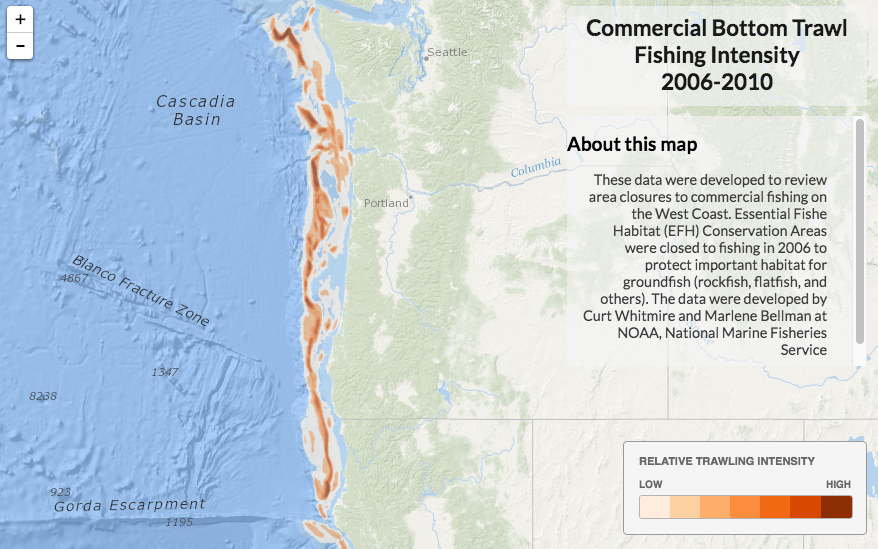 +
-
Commercial Bottom Trawl
Fishing Intensity
2006-2010
Seattle
Cascadia
Basin
About this map
Columbia
These data were developed to review
area closures to commercial fishing on
the West Coast. Essential Fishe
Habitat (EFH) Conservation Areas
were closed to fishing in 2006 to
protect important habitat for
groundfish (rockfish, flatfish, and
others). The data were developed by
Curt Whitmire and Marlene Bellman at
NOAA, National Marine Fisheries
Service
Portland
Blanco Fracture Zone
4867
1347
8238
923
Gorda Escarpment
1195
RELATIVE TRAWLING INTENSITY
LOW HIGH